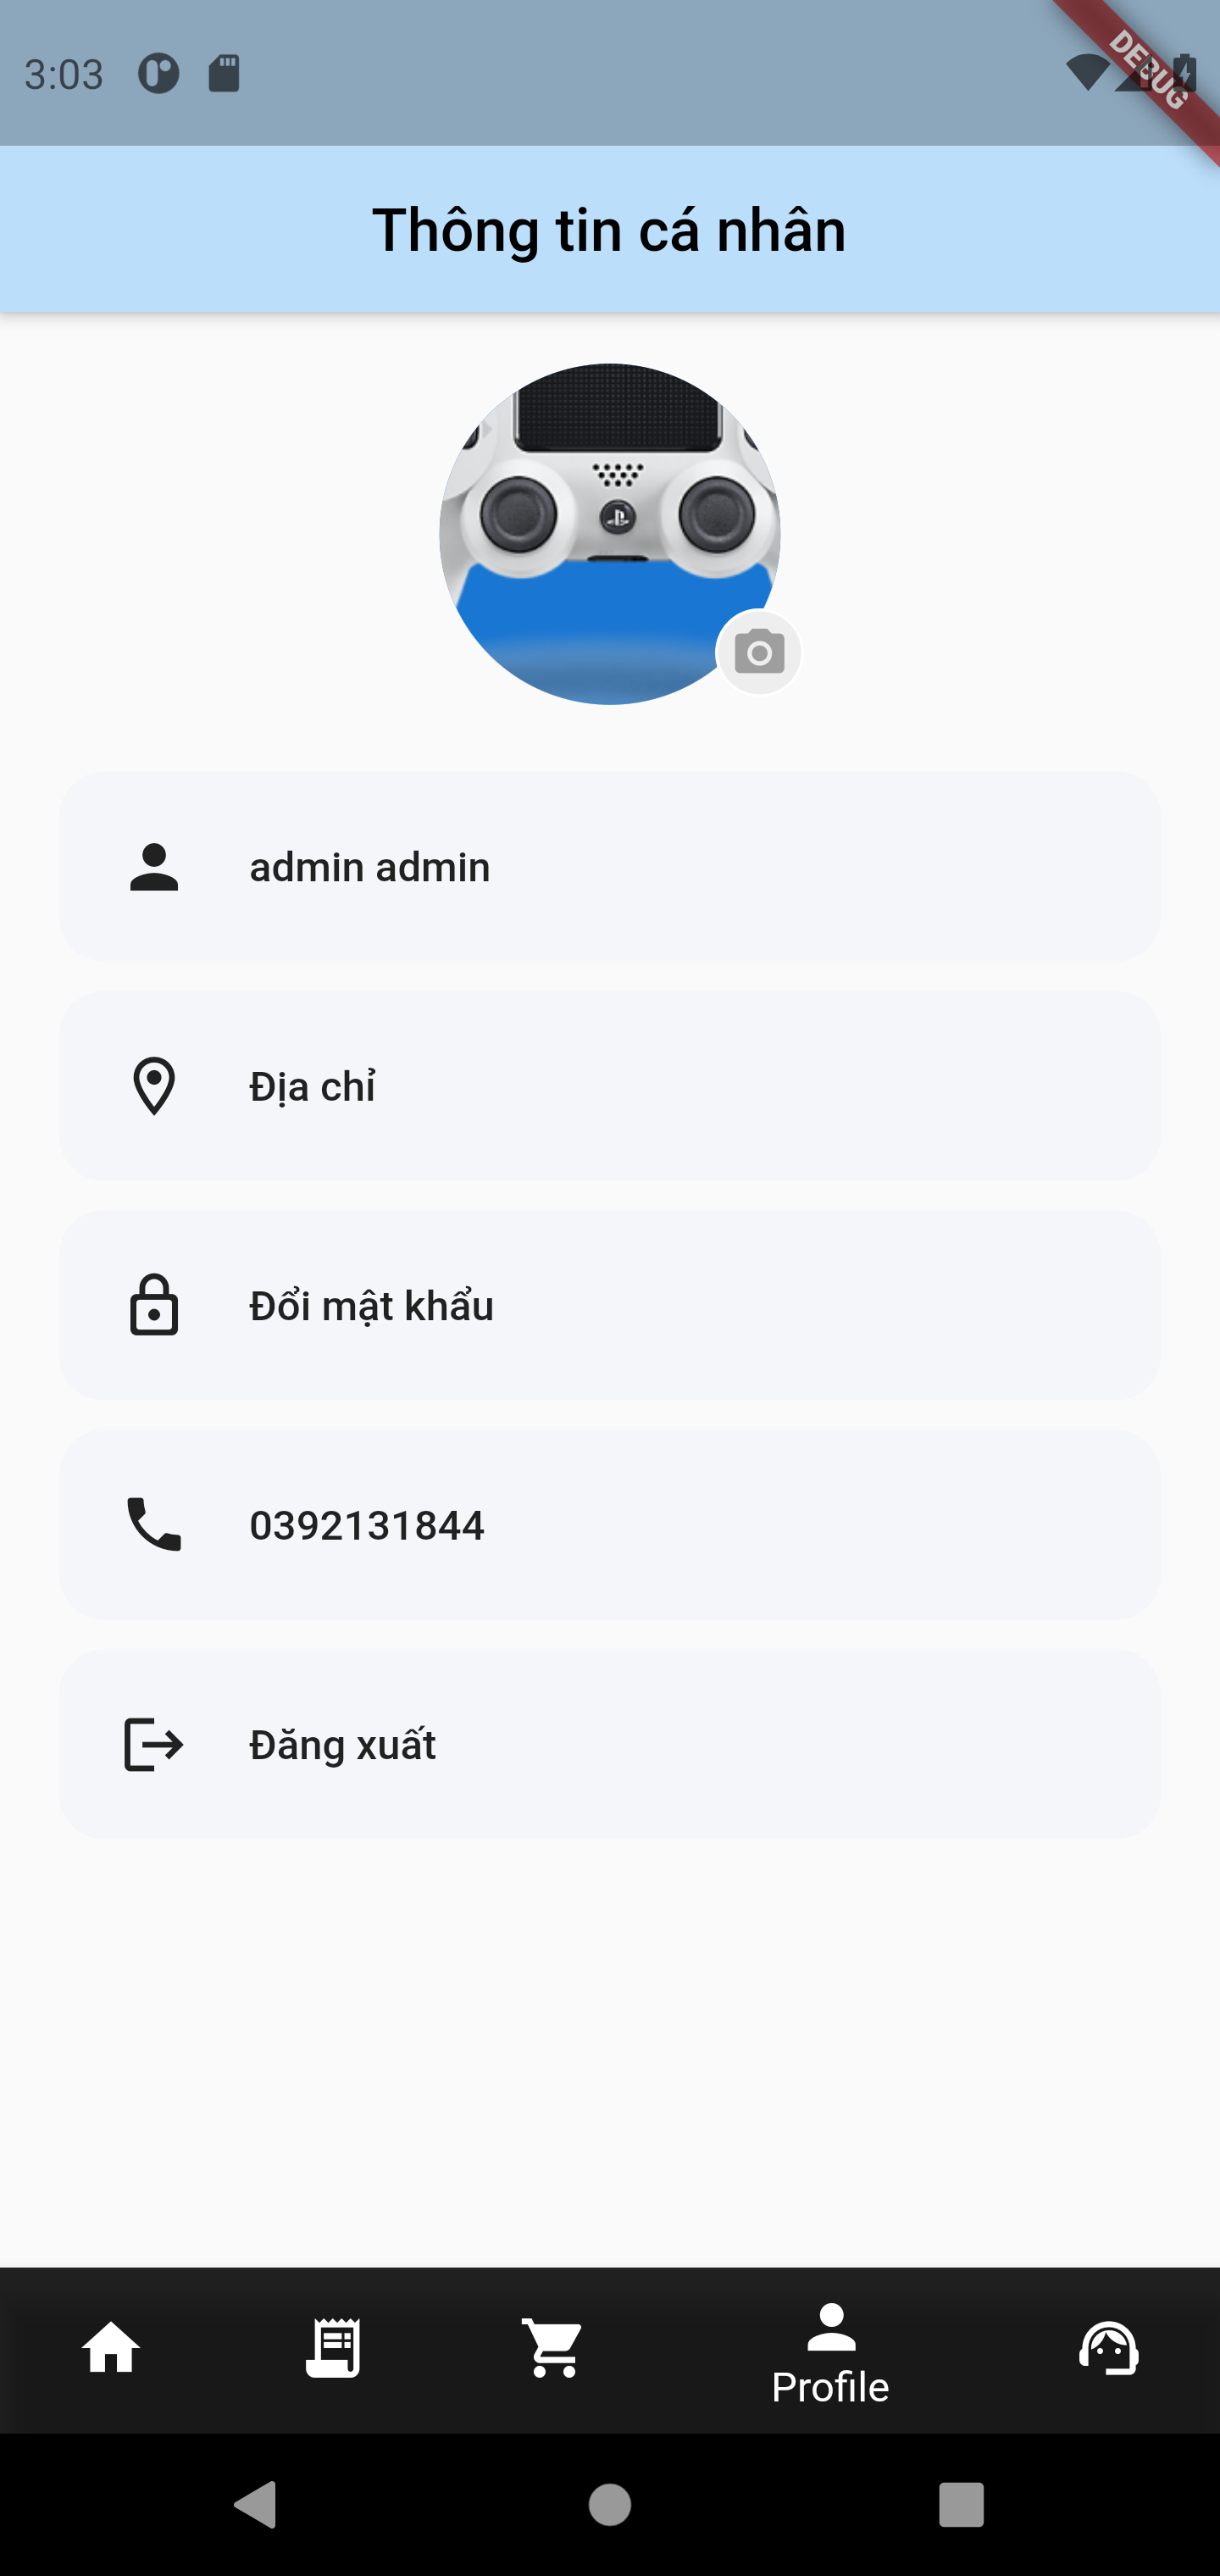 3:03
DEBUG
Thông tin cá nhân
admin admin
Địa chỉ
Đổi mật khẩu
0392131844
Đăng xuất
Profile